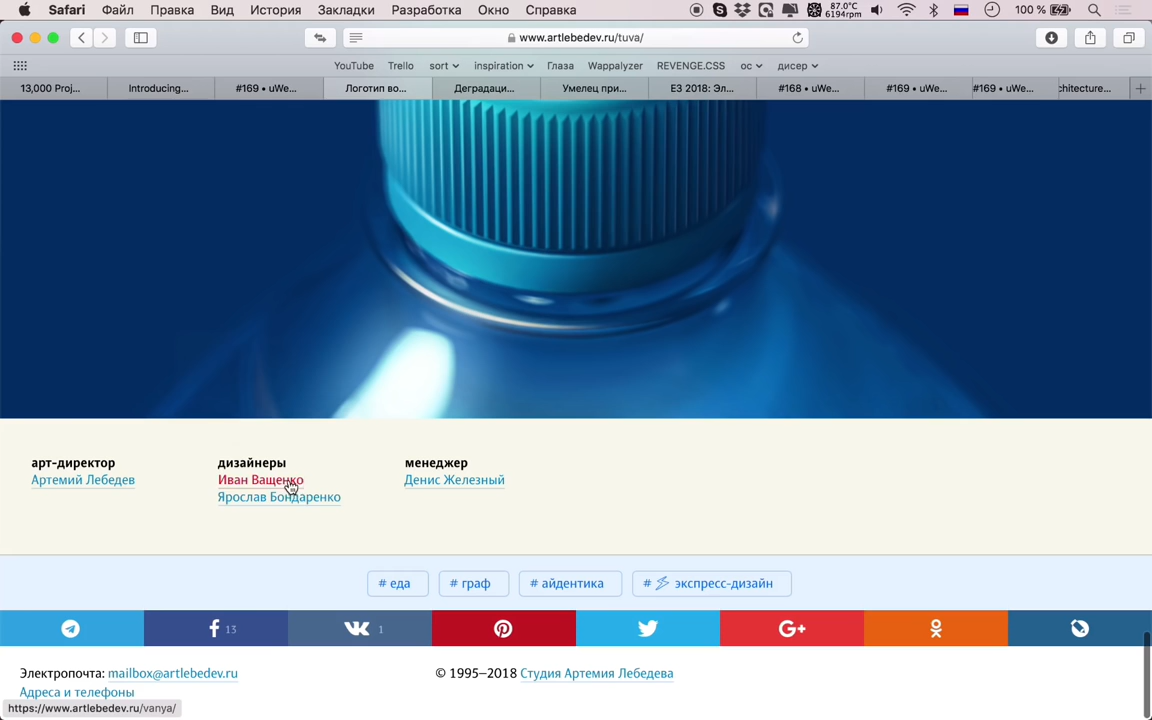 Safari Файл Правка Вид История Закладки Разработка Окно Справка 87.0°C 6194rpm 100 %
www.artlebedev.ru/tuva/
YouTube Trello sort inspiration Глаза Wappalyzer REVENGE.CSS ос дисер
13,000 Proj... Introducing... #169 • uWe... Логотип во... Деградаци... Умелец при... E3 2018: Эл... #168 • uWe... #169 • uWe... #169 • uWe... chitecture...
арт-директор дизайнеры менеджер
Артемий Лебедев Иван Ващенко Денис Железный
Ярослав Бондаренко
# еда # граф # айдентика # экспресс-дизайн
13 1
Электропочта: mailbox@artlebedev.ru © 1995–2018 Студия Артемия Лебедева
Адреса и телефоны
https://www.artlebedev.ru/vanya/